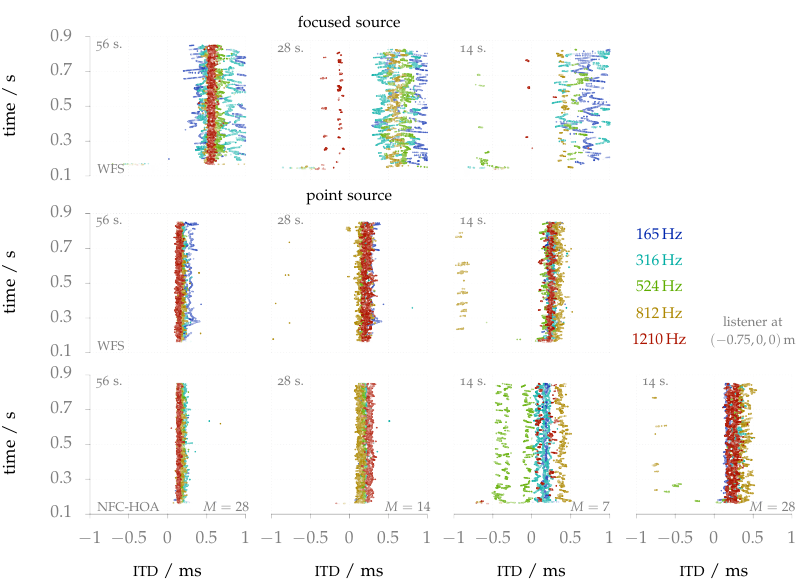 focused source
0.9
0.7
0.5
0.3
0.1
time / s
56 s.
28 s.
14 s.
WFS
point source
0.9
0.7
0.5
0.3
0.1
time / s
56 s.
28 s.
14 s.
WFS
165 Hz
316 Hz
524 Hz
812 Hz
1210 Hz
listener at
(−0.75, 0, 0) m
0.9
0.7
0.5
0.3
0.1
time / s
56 s.
28 s.
14 s.
14 s.
NFC-HOA
M = 28
M = 14
M = 7
M = 28
−1 −0.5 0 0.5 1
−1 −0.5 0 0.5 1
−1 −0.5 0 0.5 1
−1 −0.5 0 0.5 1
ITD / ms
ITD / ms
ITD / ms
ITD / ms